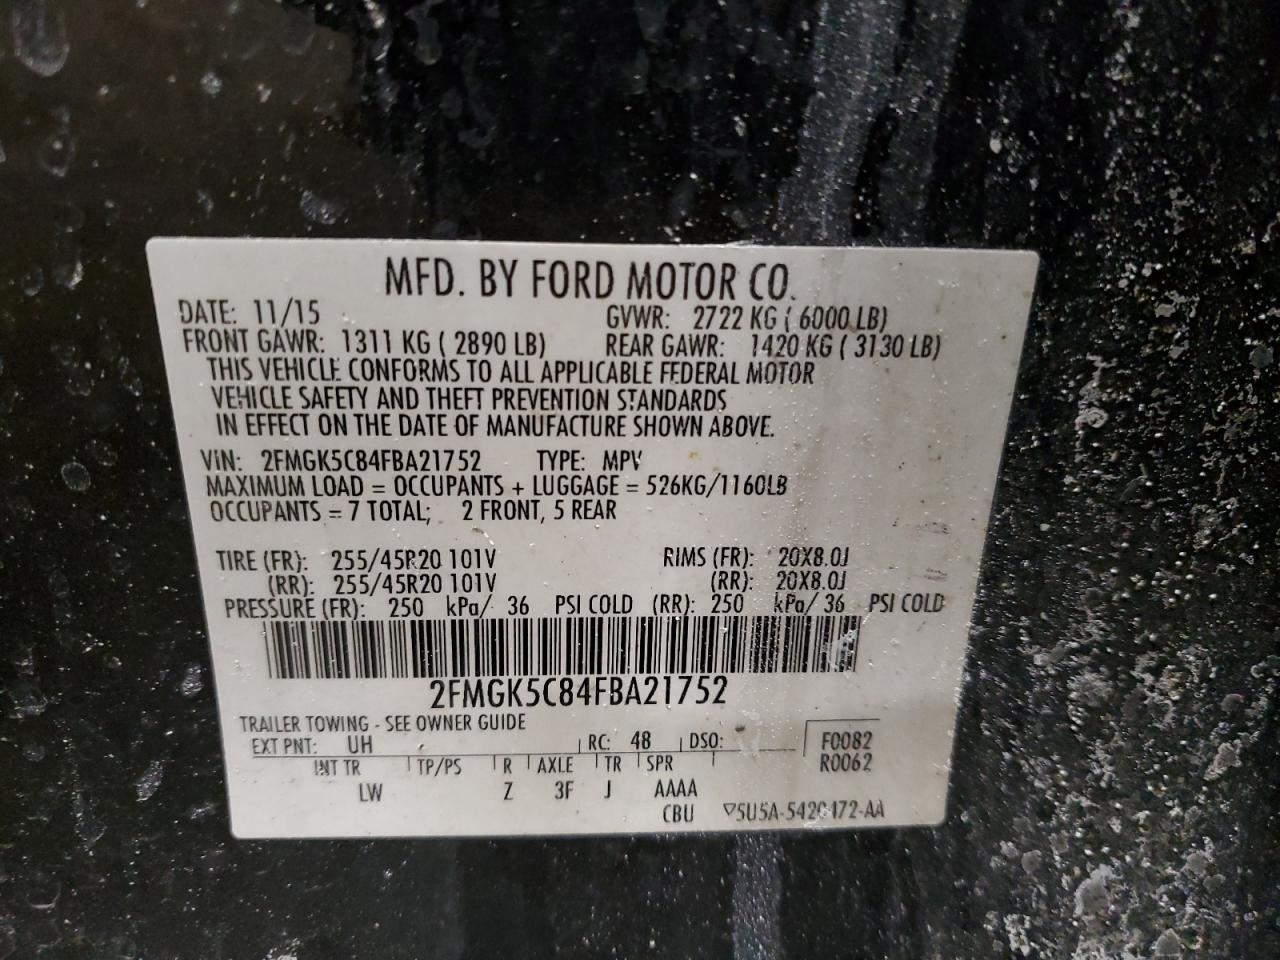 MFD. BY FORD MOTOR CO.
DATE: 11/15 GVWR: 2722 KG ( 6000 LB)
FRONT GAWR: 1311 KG ( 2890 LB) REAR GAWR: 1420 KG ( 3130 LB)
THIS VEHICLE CONFORMS TO ALL APPLICABLE FEDERAL MOTOR
VEHICLE SAFETY AND THEFT PREVENTION STANDARDS
IN EFFECT ON THE DATE OF MANUFACTURE SHOWN ABOVE.
VIN: 2FMGK5C84FBA21752 TYPE: MPV
MAXIMUM LOAD = OCCUPANTS + LUGGAGE = 526KG/1160LB
OCCUPANTS = 7 TOTAL; 2 FRONT, 5 REAR
TIRE (FR): 255/45R20 101V RIMS (FR): 20X8.0J
(RR): 255/45R20 101V (RR): 20X8.0J
PRESSURE (FR): 250 kPa/ 36 PSI COLD (RR): 250 kPa/ 36 PSI COLD
2FMGK5C84FBA21752
TRAILER TOWING - SEE OWNER GUIDE
EXT PNT: UH RC: 48 DSO: F0082
INT TR TP/PS R AXLE TR SPR R0062
LW Z 3F J AAAA
CBU